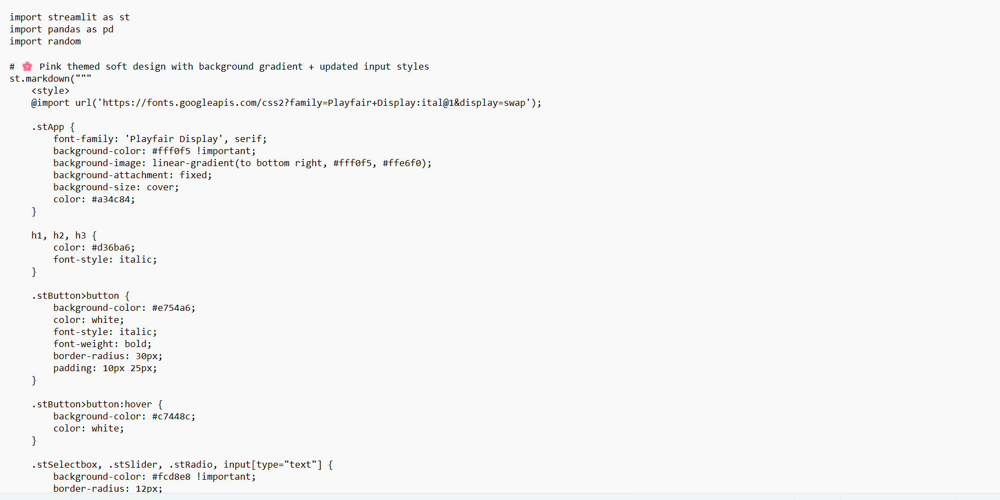 import streamlit as st
import pandas as pd
import random
# 🌸 Pink themed soft design with background gradient + updated input styles
st.markdown("""
<style>
@import url('https://fonts.googleapis.com/css2?family=Playfair+Display:ital@1&display=swap');
.stApp {
font-family: 'Playfair Display', serif;
background-color: #fff0f5 !important;
background-image: linear-gradient(to bottom right, #fff0f5, #ffe6f0);
background-attachment: fixed;
background-size: cover;
color: #a34c84;
}
h1, h2, h3 {
color: #d36ba6;
font-style: italic;
}
.stButton>button {
background-color: #e754a6;
color: white;
font-style: italic;
font-weight: bold;
border-radius: 30px;
padding: 10px 25px;
}
.stButton>button:hover {
background-color: #c7448c;
color: white;
}
.stSelectbox, .stSlider, .stRadio, input[type="text"] {
background-color: #fcd8e8 !important;
border-radius: 12px;